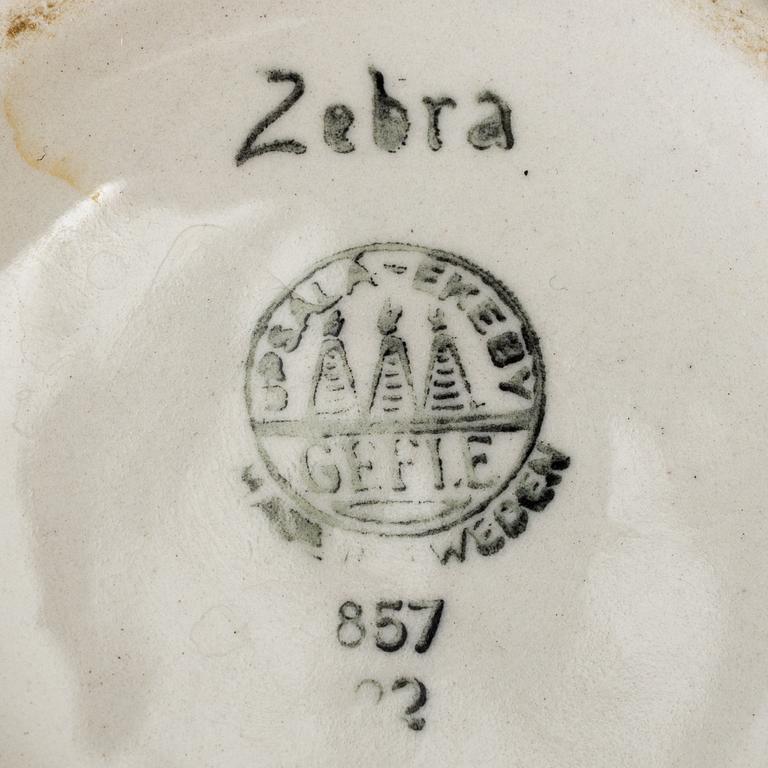 Zebra
UPSALA-EKEBY
GEFLE
SWEDEN
857